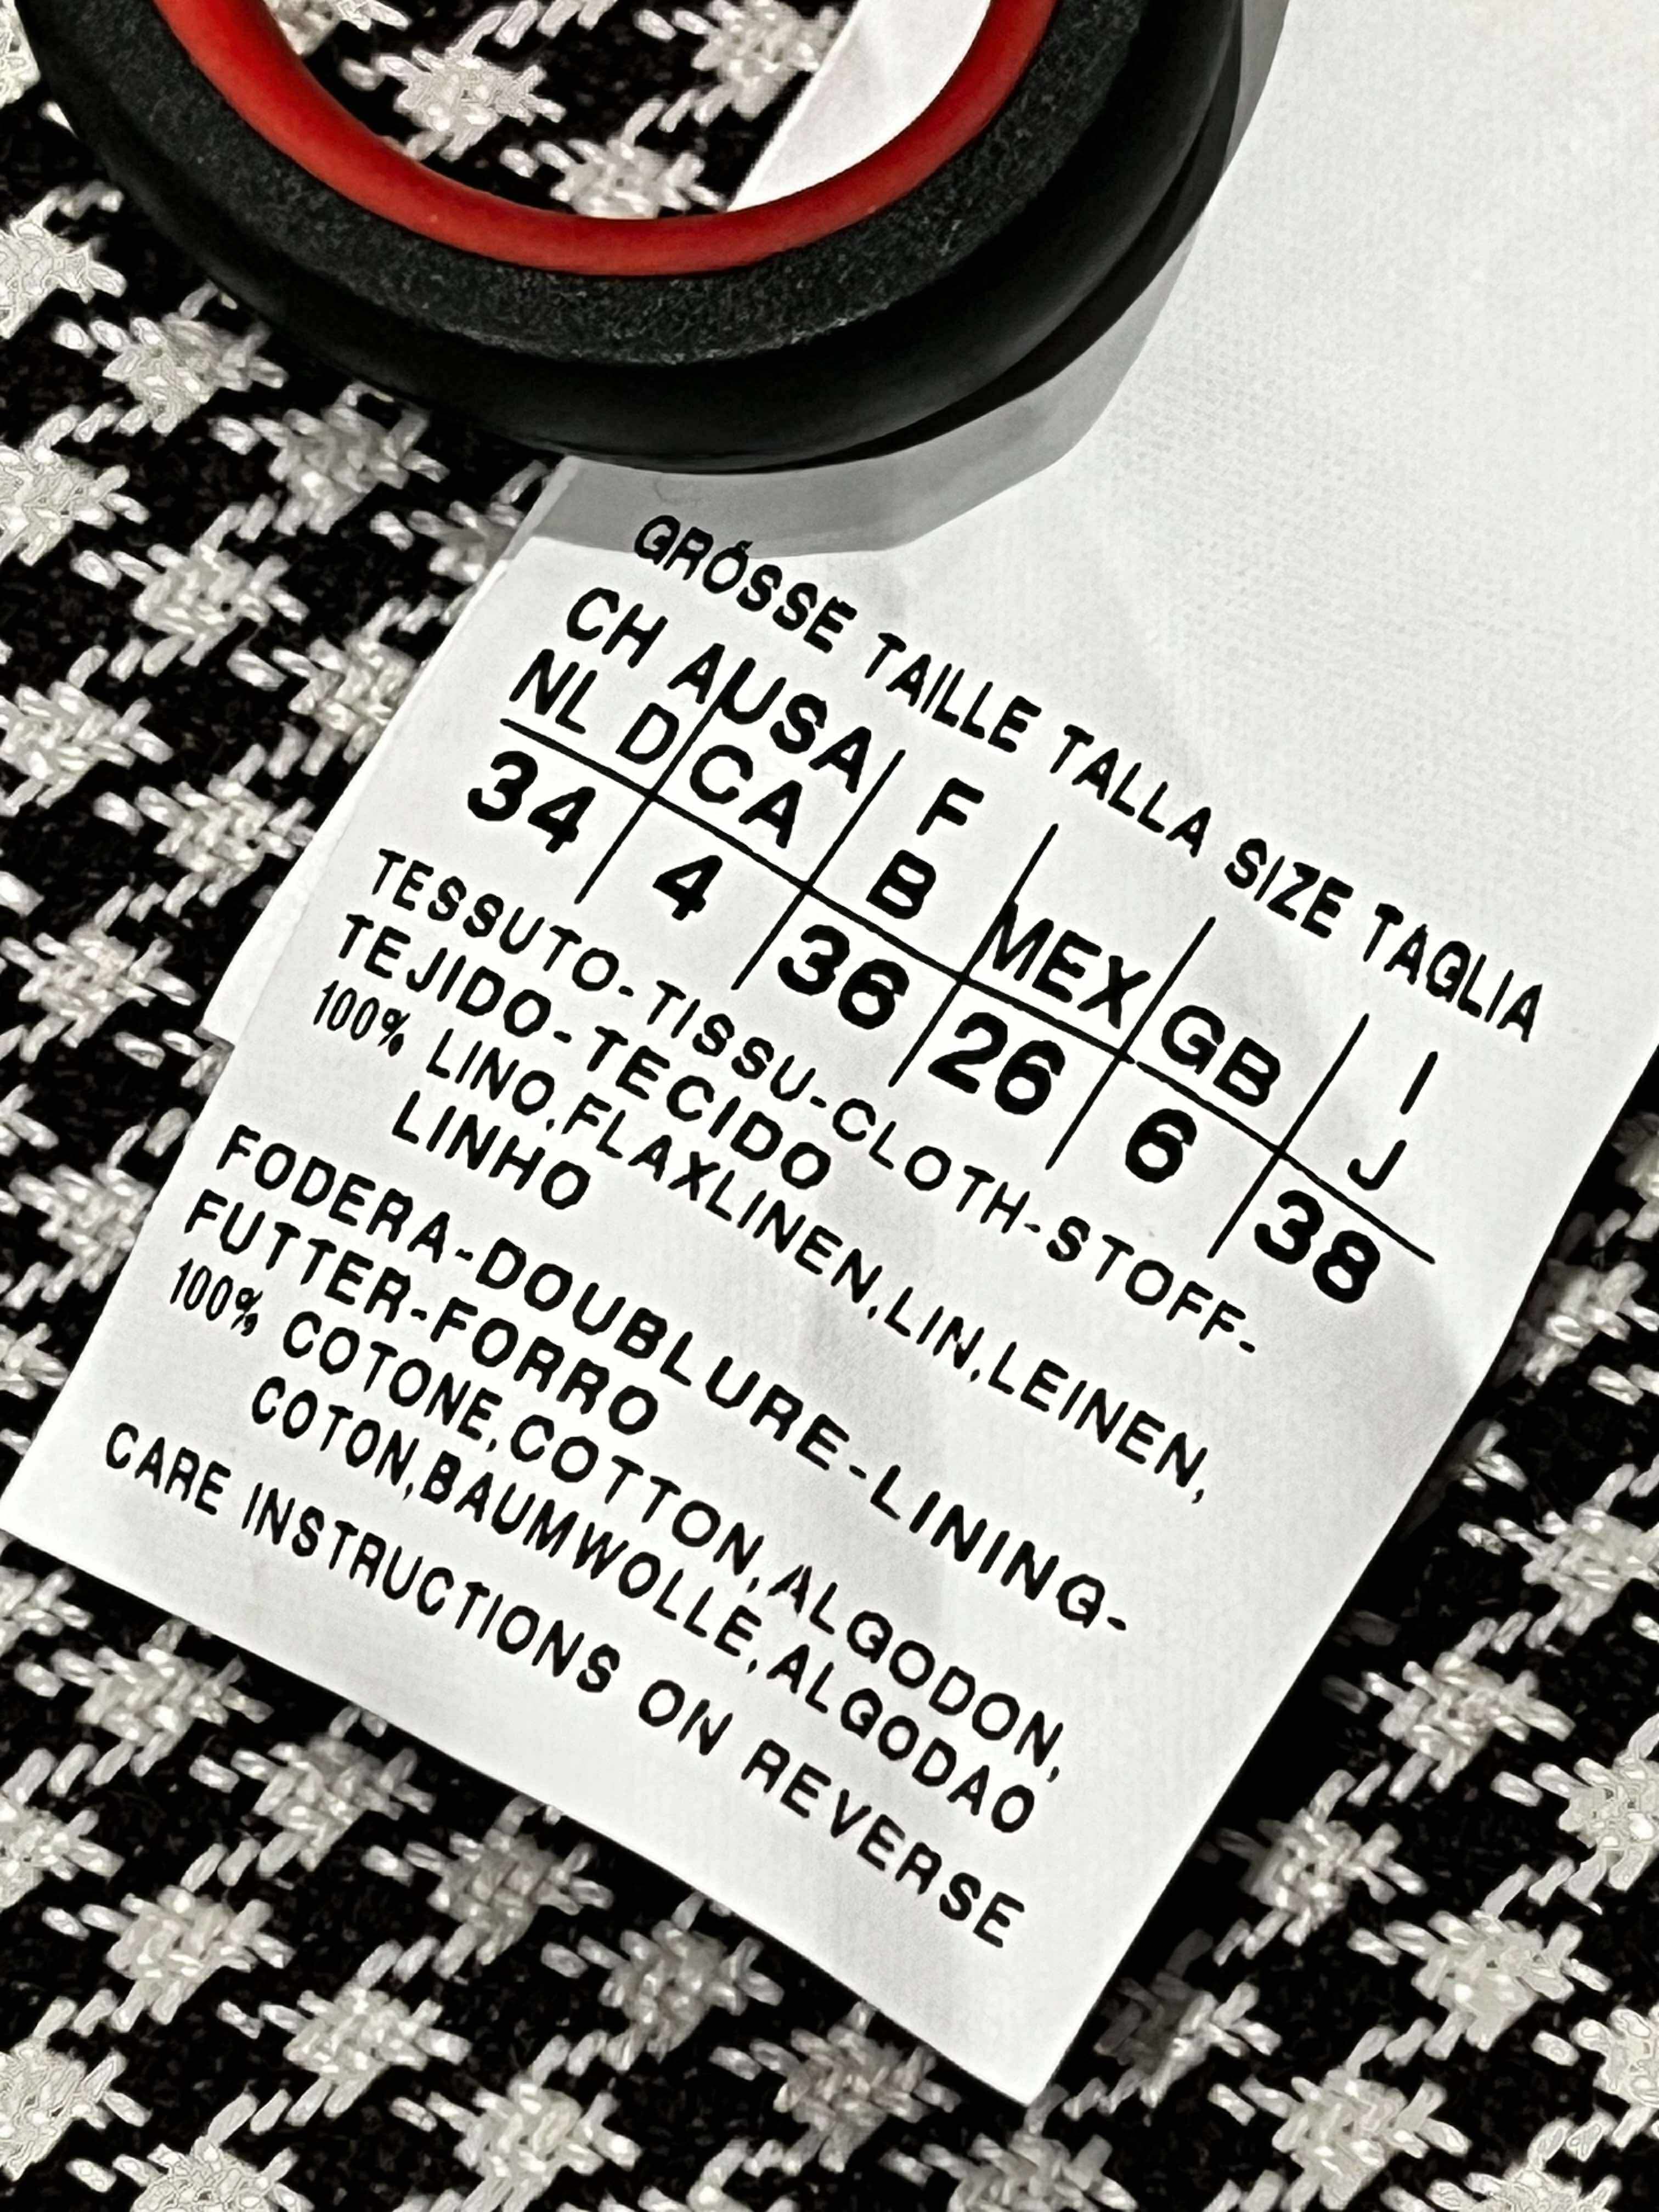 GRÖSSE TAILLE TALLA SIZE TAGLIA
CH A USA F MEX GB I
NL D CA B J
34 4 36 26 6 38
TESSUTO-TISSU-CLOTH-STOFF-
TEJIDO-TECIDO
100% LINO,FLAXLINEN,LIN,LEINEN,
LINHO
FODERA-DOUBLURE-LINING-
FUTTER-FORRO
100% COTONE,COTTON,ALGODON,
COTON,BAUMWOLLE,ALGODAO
CARE INSTRUCTIONS ON REVERSE